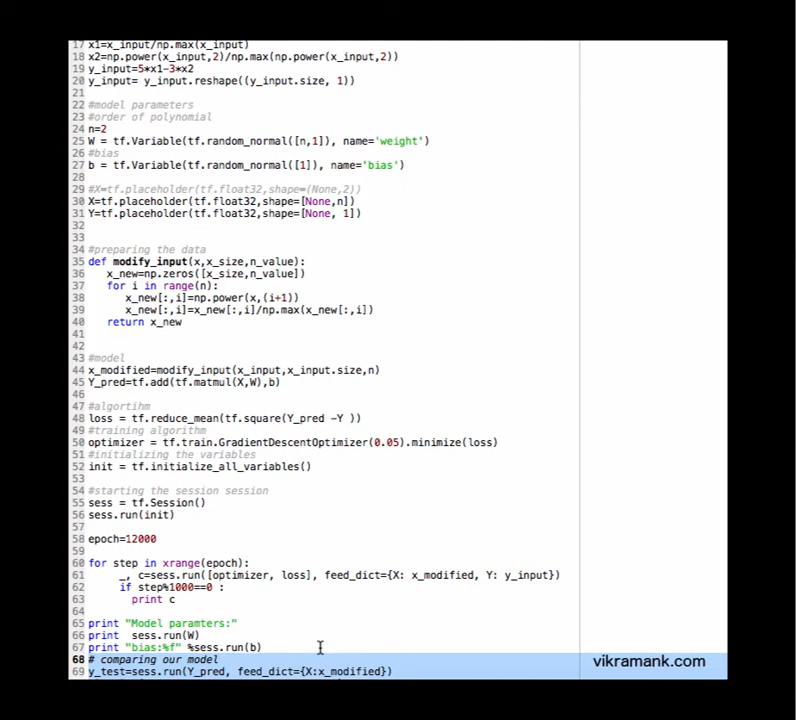 17 x1=x_input/np.max(x_input)
18 x2=np.power(x_input,2)/np.max(np.power(x_input,2))
19 y_input=5*x1-3*x2
20 y_input= y_input.reshape((y_input.size, 1))
21
22 #model parameters
23 #order of polynomial
24 n=2
25 W = tf.Variable(tf.random_normal([n,1]), name='weight')
26 #bias
27 b = tf.Variable(tf.random_normal([1]), name='bias')
28
29 #X=tf.placeholder(tf.float32,shape=(None,2))
30 X=tf.placeholder(tf.float32,shape=[None,n])
31 Y=tf.placeholder(tf.float32,shape=[None, 1])
32
33
34 #preparing the data
35 def modify_input(x,x_size,n_value):
36 x_new=np.zeros([x_size,n_value])
37 for i in range(n):
38 x_new[:,i]=np.power(x,(i+1))
39 x_new[:,i]=x_new[:,i]/np.max(x_new[:,i])
40 return x_new
41
42
43 #model
44 x_modified=modify_input(x_input,x_input.size,n)
45 Y_pred=tf.add(tf.matmul(X,W),b)
46
47 #algortihm
48 loss = tf.reduce_mean(tf.square(Y_pred -Y ))
49 #training algorithm
50 optimizer = tf.train.GradientDescentOptimizer(0.05).minimize(loss)
51 #initializing the variables
52 init = tf.initialize_all_variables()
53
54 #starting the session session
55 sess = tf.Session()
56 sess.run(init)
57
58 epoch=12000
59
60 for step in xrange(epoch):
61 _, c=sess.run([optimizer, loss], feed_dict={X: x_modified, Y: y_input})
62 if step%1000==0 :
63 print c
64
65 print "Model paramters:"
66 print  sess.run(W)
67 print "bias:%f" %sess.run(b)
68 # comparing our model
69 y_test=sess.run(Y_pred, feed_dict={X:x_modified})
vikramank.com